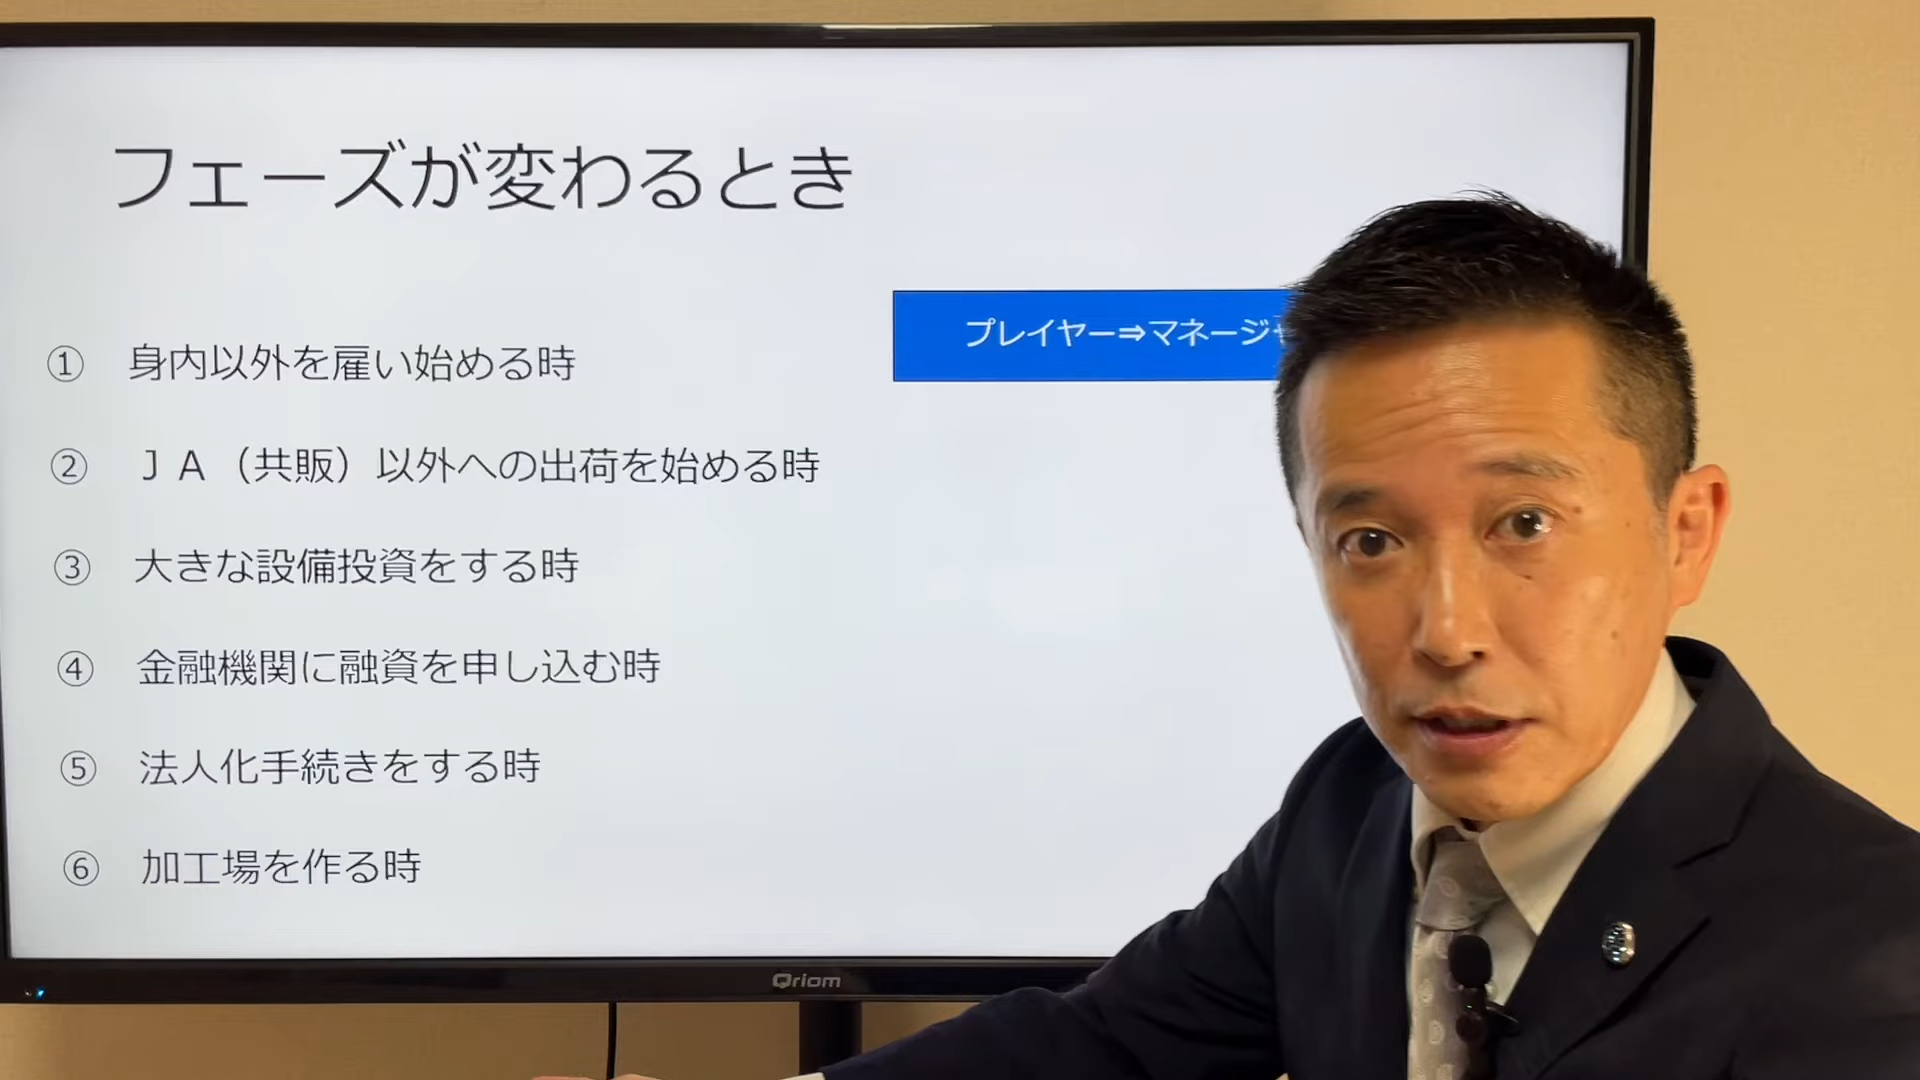 フェーズが変わるとき
プレイヤー⇒マネージャ
① 身内以外を雇い始める時
② ＪＡ（共販）以外への出荷を始める時
③ 大きな設備投資をする時
④ 金融機関に融資を申し込む時
⑤ 法人化手続きをする時
⑥ 加工場を作る時
Qriom